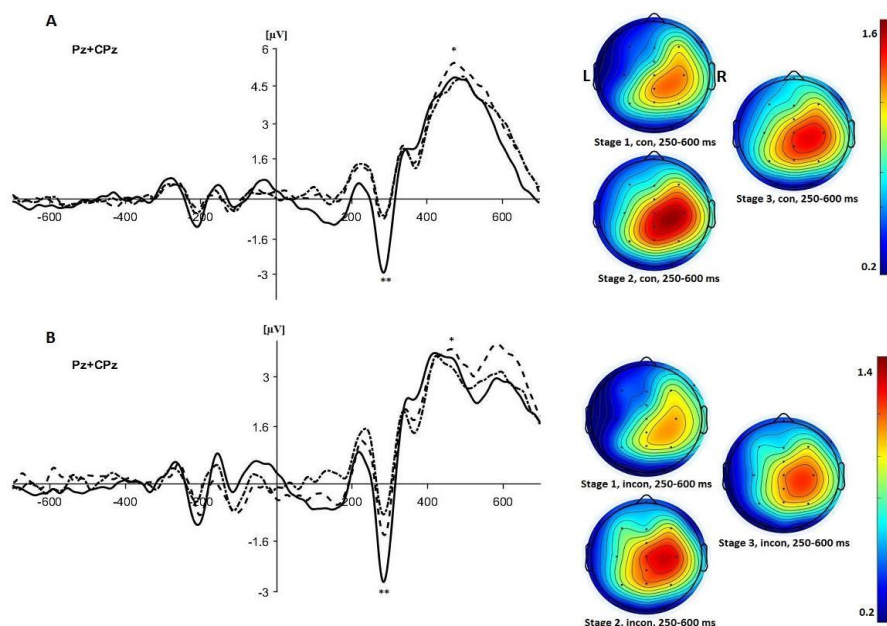 A
[µV]
Pz+CPz
6
4.5
3
1.6
-1.6
-3
-600
-400
-200
200
400
600
*
**
L
R
Stage 1, con, 250-600 ms
Stage 2, con, 250-600 ms
Stage 3, con, 250-600 ms
1.6
0.2
B
[µV]
Pz+CPz
3
1.6
-1.6
-3
-600
-400
-200
200
400
600
*
**
Stage 1, incon, 250-600 ms
Stage 2, incon, 250-600 ms
Stage 3, incon, 250-600 ms
1.4
0.2